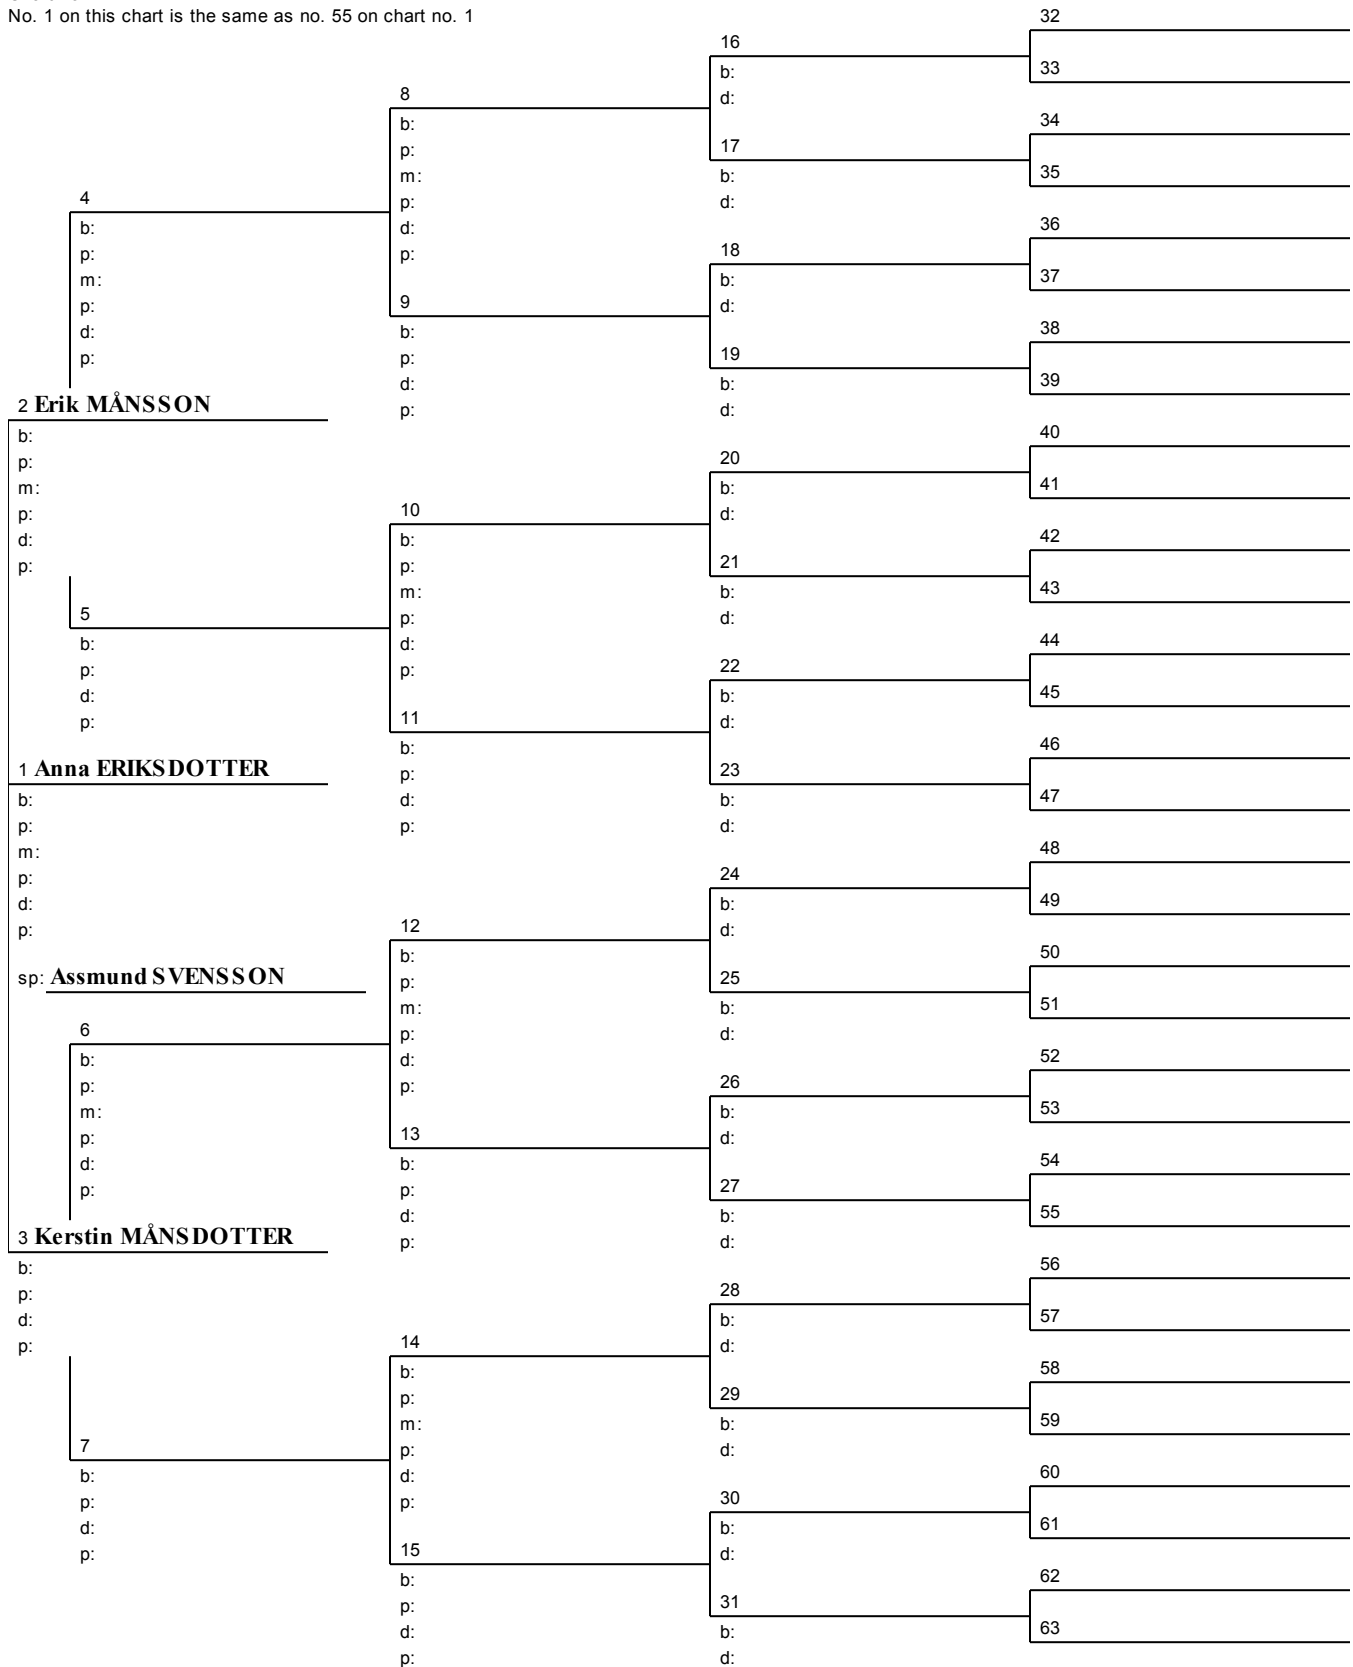 No. 1 on this chart is the same as no. 55 on chart no. 1
2 Erik MÅNSSON
b:
p:
m:
p:
d:
p:
1 Anna ERIKSDOTTER
b:
p:
m:
p:
d:
p:
sp: Assmund SVENSSON
3 Kerstin MÅNSDOTTER
b:
p:
d:
p:
4
b:
p:
m:
p:
d:
p:
5
b:
p:
d:
p:
6
b:
p:
m:
p:
d:
p:
7
b:
p:
d:
p:
8
b:
p:
m:
p:
d:
p:
9
b:
p:
d:
p:
10
b:
p:
m:
p:
d:
p:
11
b:
p:
d:
p:
12
b:
p:
m:
p:
d:
p:
13
b:
p:
d:
p:
14
b:
p:
m:
p:
d:
p:
15
b:
p:
d:
p:
16
b:
d:
17
b:
d:
18
b:
d:
19
b:
d:
20
b:
d:
21
b:
d:
22
b:
d:
23
b:
d:
24
b:
d:
25
b:
d:
26
b:
d:
27
b:
d:
28
b:
d:
29
b:
d:
30
b:
d:
31
b:
d:
32
33
34
35
36
37
38
39
40
41
42
43
44
45
46
47
48
49
50
51
52
53
54
55
56
57
58
59
60
61
62
63